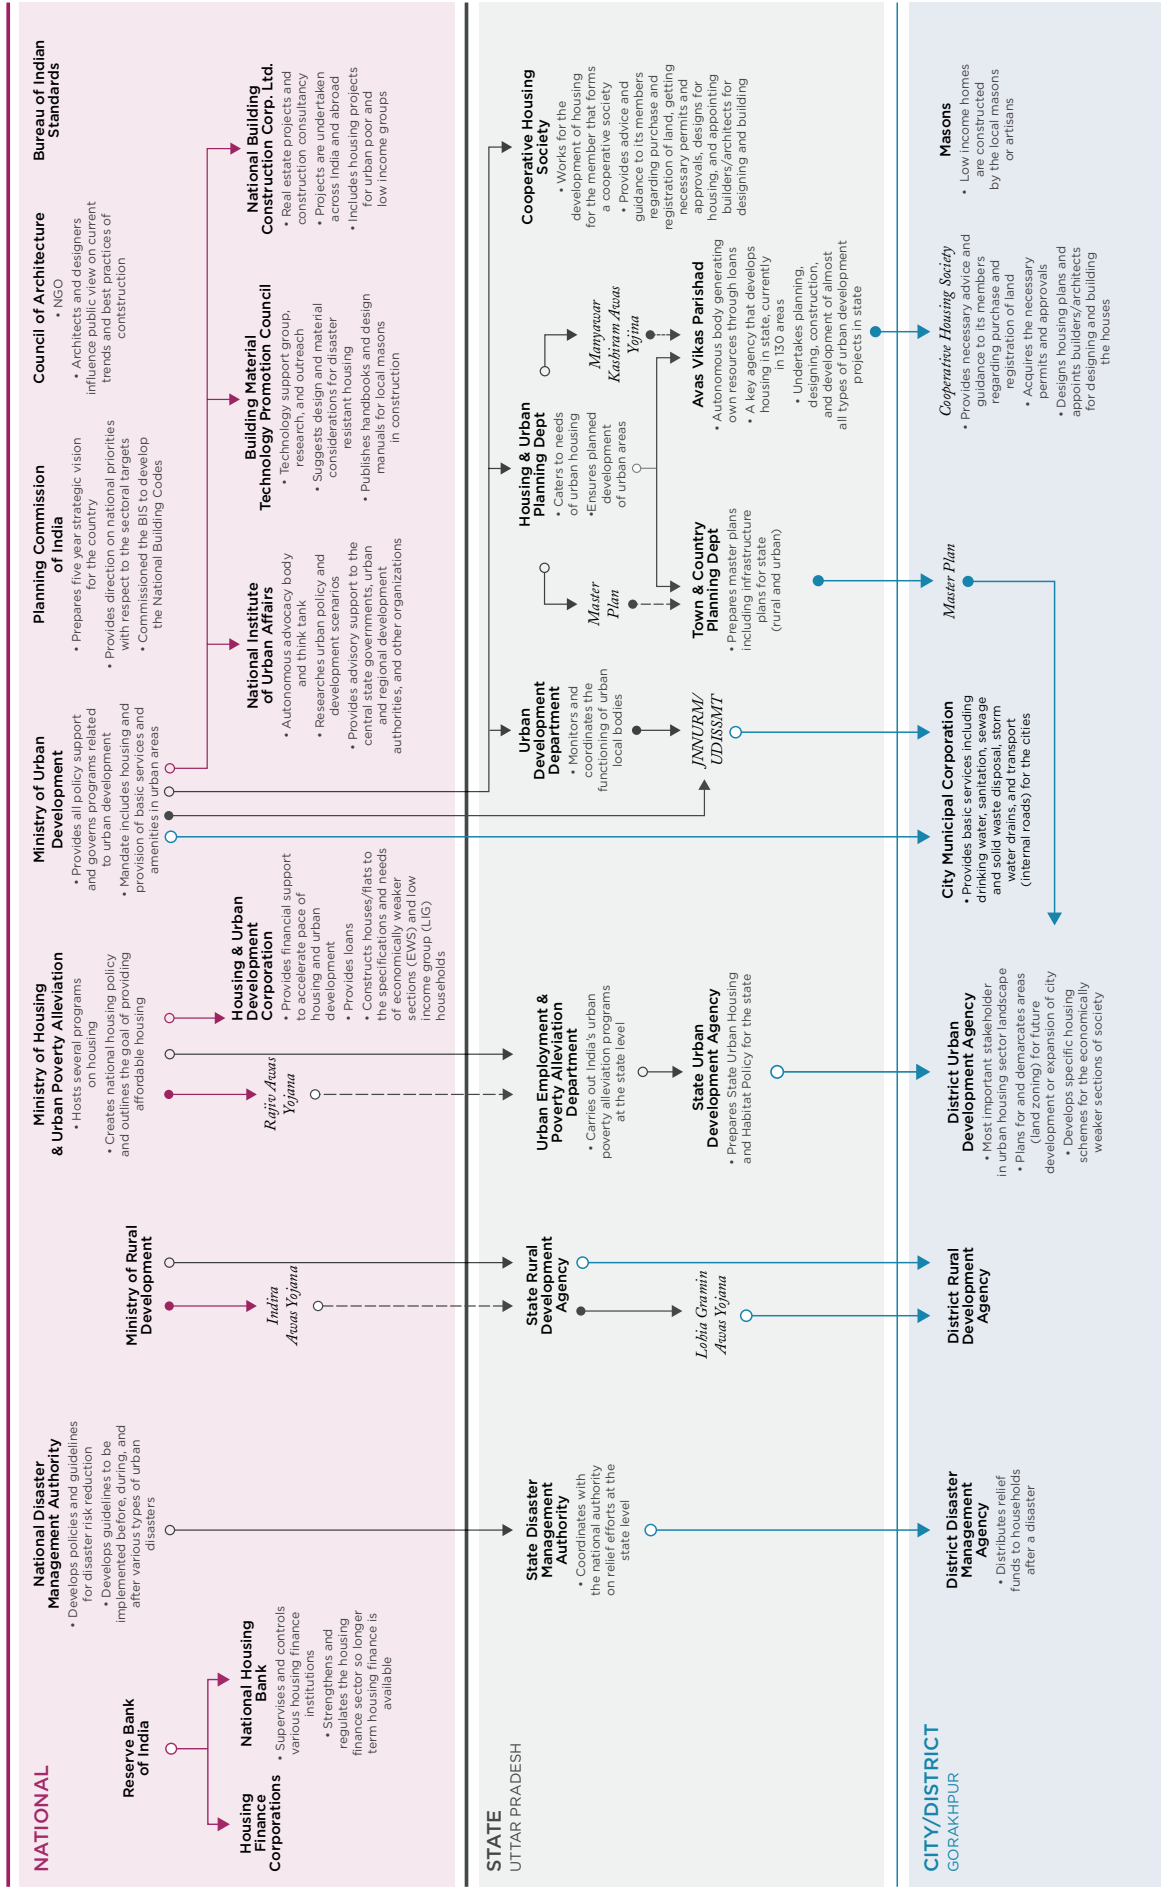 NATIONAL
Reserve Bank
of India
Housing
Finance
Corporations
National Housing
Bank
• Supervises and controls
various housing finance
institutions
• Strengthens and
regulates the housing
finance sector so longer
term housing finance is
available
National Disaster
Management Authority
• Develops policies and guidelines
for disaster risk reduction
• Develops guidelines to be
implemented before, during, and
after various types of urban
disasters
Ministry of Rural
Development
Indira
Awas Yojana
Ministry of Housing
& Urban Poverty Alleviation
• Hosts several programs
on housing
• Creates national housing policy
and outlines the goal of providing
affordable housing
Rajiv Awas
Yojana
Housing & Urban
Development
Corporation
• Provides financial support
to accelerate pace of
housing and urban
development
• Provides loans
• Constructs houses/flats to
the specifications and needs
of economically weaker
sections (EWS) and low
income group (LIG)
households
Ministry of Urban
Development
• Provides all policy support
and governs programs related
to urban development
• Mandate includes housing and
provision of basic services and
amenities in urban areas
Planning Commission
of India
• Prepares five year strategic vision
for the country
• Provides direction on national priorities
with respect to the sectoral targets
• Commissioned the BIS to develop
the National Building Codes
Council of Architecture
• NGO
• Architects and designers
influence public view on current
trends and best practices of
contstruction
Bureau of Indian
Standards
National Institute
of Urban Affairs
• Autonomous advocacy body
and think tank
• Researches urban policy and
development scenarios
• Provides advisory support to the
central state governments, urban
and regional development
authorities, and other organizations
Building Material
Technology Promotion Council
• Technology support group,
research, and outreach
• Suggests design and material
considerations for disaster
resistant housing
• Publishes handbooks and design
manuals for local masons
in construction
National Building
Construction Corp. Ltd.
• Real estate projects and
construction consultancy
• Projects are undertaken
across India and abroad
• Includes housing projects
for urban poor and
low income groups
STATE
UTTAR PRADESH
State Disaster
Management
Authority
• Coordinates with
the national authority
on relief efforts at the
state level
State Rural
Development
Agency
Lohia Gramin
Awas Yojana
Urban Employment &
Poverty Alleviation
Department
• Carries out India's urban
poverty alleviation programs
at the state level
State Urban
Development Agency
• Prepares State Urban Housing
and Habitat Policy for the state
Urban
Development
Department
• Monitors and
coordinates the
functioning of urban
local bodies
JNNURM/
UDISSMT
Housing & Urban
Planning Dept
• Caters to needs
of urban housing
•Ensures planned
development
of urban areas
Master
Plan
Manyawar
Kashiram Awas
Yojina
Town & Country
Planning Dept
• Prepares master plans
including infrastructure
plans for state
(rural and urban)
Avas Vikas Parishad
• Autonomous body generating
own resources through loans
• A key agency that develops
housing in state, currently
in 130 areas
• Undertakes planning,
designing, construction,
and development of almost
all types of urban development
projects in state
Cooperative Housing
Society
• Works for the
development of housing
for the member that forms
a cooperative society
• Provides advice and
guidance to its members
regarding purchase and
registration of land, getting
necessary permits and
approvals, designs for
housing, and appointing
builders/architects for
designing and building
CITY/DISTRICT
GORAKHPUR
District Disaster
Management
Agency
• Distributes relief
funds to households
after a disaster
District Rural
Development
Agency
District Urban
Development Agency
• Most important stakeholder
in urban housing sector landscape
• Plans for and demarcates areas
(land zoning) for future
development or expansion of city
• Develops specific housing
schemes for the economically
weaker sections of society
City Municipal Corporation
• Provides basic services including
drinking water, sanitation, sewage
and solid waste disposal, storm
water drains, and transport
(internal roads) for the cities
Master Plan
Cooperative Housing Society
• Provides necessary advice and
guidance to its members
regarding purchase and
registration of land
• Acquires the necessary
permits and approvals
• Designs housing plans and
appoints builders/architects
for designing and building
the houses
Masons
• Low income homes
are constructed
by the local masons
or artisans